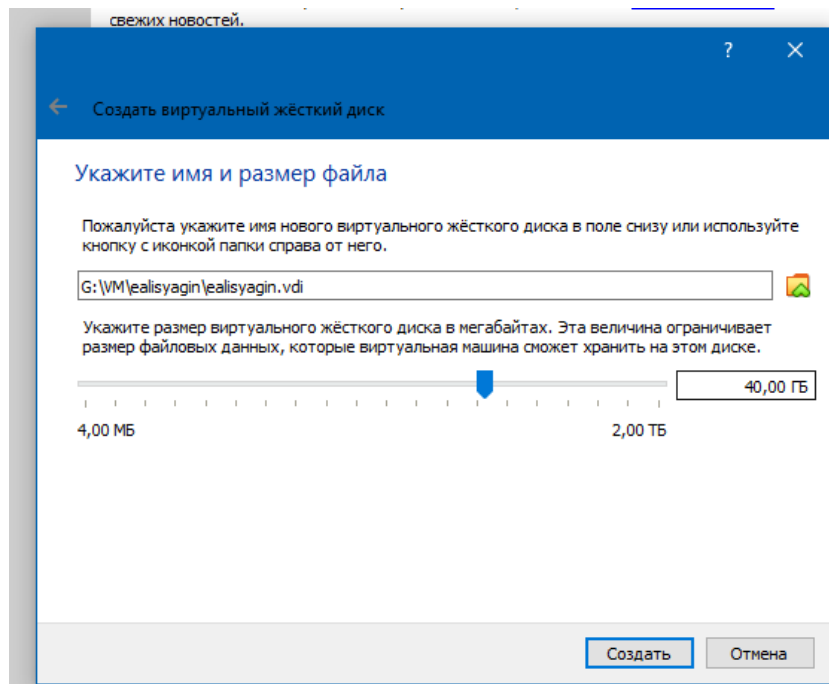 свежих новостей.
?
Создать виртуальный жёсткий диск
Укажите имя и размер файла
Пожалуйста укажите имя нового виртуального жёсткого диска в поле снизу или используйте
кнопку с иконкой папки справа от него.
G:\VM\ealisyagin\ealisyagin.vdi
Укажите размер виртуального жёсткого диска в мегабайтах. Эта величина ограничивает
размер файловых данных, которые виртуальная машина сможет хранить на этом диске.
40,00 ГБ
4,00 МБ 2,00 ТБ
Создать Отмена